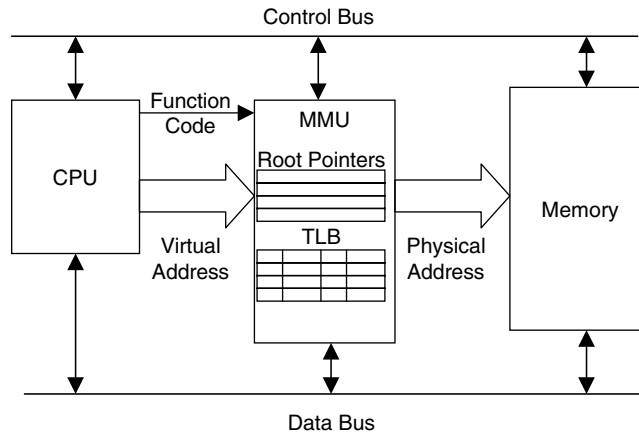 Control Bus
Function
Code
CPU
MMU
Root Pointers
TLB
Virtual
Address
Physical
Address
Memory
Data Bus